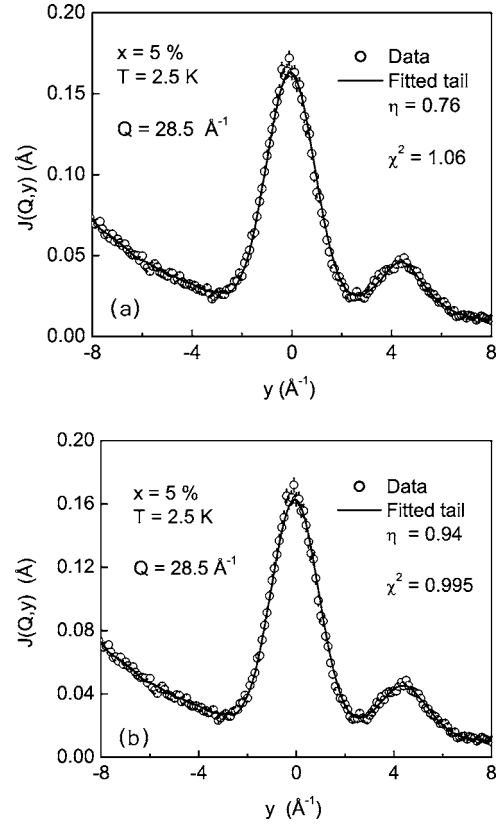 0.20
0.15
0.10
0.05
0.00
J(Q,y) (Å)
x = 5 %
T = 2.5 K
Q = 28.5 Å⁻¹
Data
Fitted tail
η = 0.76
χ² = 1.06
(a)
-8 -4 0 4 8
y (Å⁻¹)
0.20
0.16
0.12
0.08
0.04
0.00
J(Q,y) (Å)
x = 5 %
T = 2.5 K
Q = 28.5 Å⁻¹
Data
Fitted tail
η = 0.94
χ² = 0.995
(b)
-8 -4 0 4 8
y (Å⁻¹)